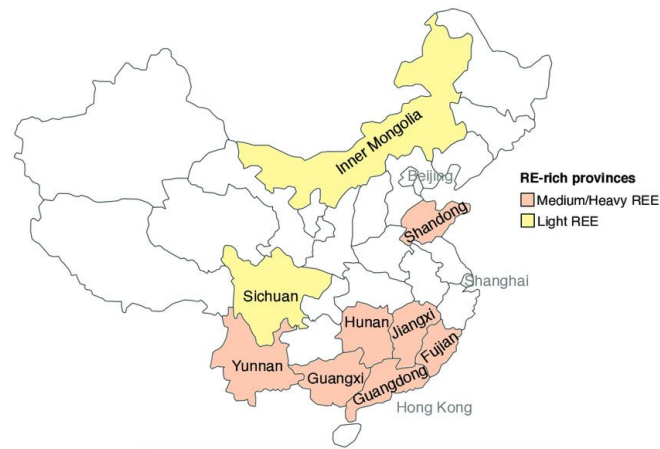 Inner Mongolia
Beijing
RE-rich provinces
Medium/Heavy REE
Light REE
Shandong
Shanghai
Sichuan
Hunan
Jiangxi
Fujian
Yunnan
Guangxi
Guangdong
Hong Kong